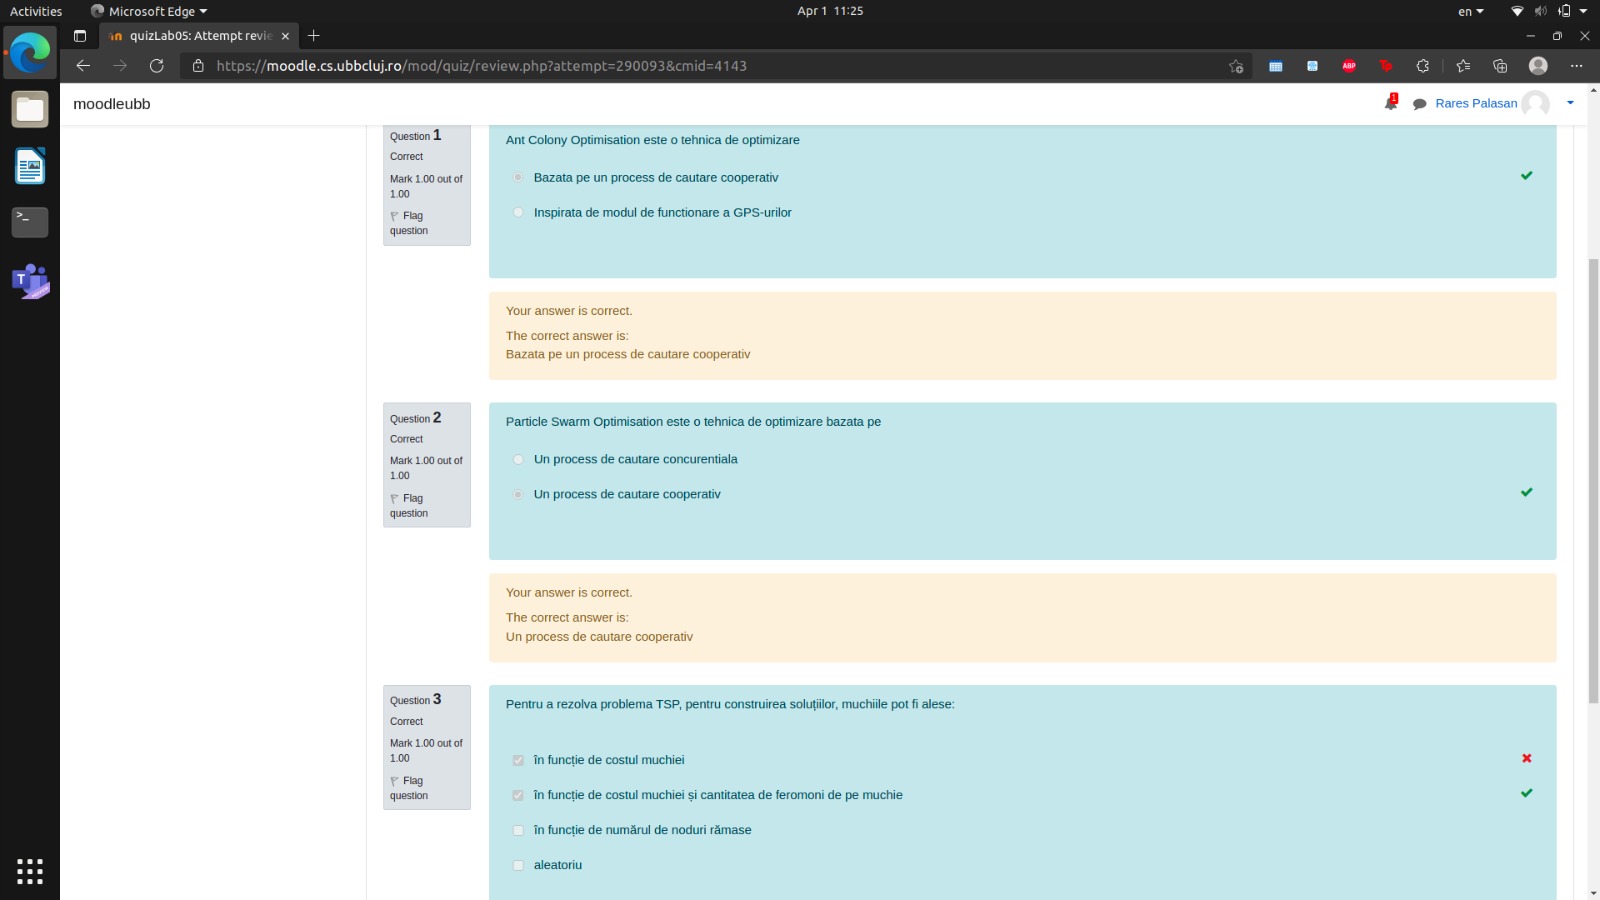 Activities
Microsoft Edge
Apr 1 11:25
en
quizLab05: Attempt revie
https://moodle.cs.ubbcluj.ro/mod/quiz/review.php?attempt=290093&cmid=4143
ABP
moodleubb
1
Rares Palasan
Question 1
Correct
Mark 1.00 out of
1.00
Flag
question
Ant Colony Optimisation este o tehnica de optimizare
Bazata pe un process de cautare cooperativ
Inspirata de modul de functionare a GPS-urilor
Your answer is correct.
The correct answer is:
Bazata pe un process de cautare cooperativ
Question 2
Correct
Mark 1.00 out of
1.00
Flag
question
Particle Swarm Optimisation este o tehnica de optimizare bazata pe
Un process de cautare concurentiala
Un process de cautare cooperativ
Your answer is correct.
The correct answer is:
Un process de cautare cooperativ
Question 3
Correct
Mark 1.00 out of
1.00
Flag
question
Pentru a rezolva problema TSP, pentru construirea soluțiilor, muchiile pot fi alese:
în funcție de costul muchiei
în funcție de costul muchiei și cantitatea de feromoni de pe muchie
în funcție de numărul de noduri rămase
aleatoriu